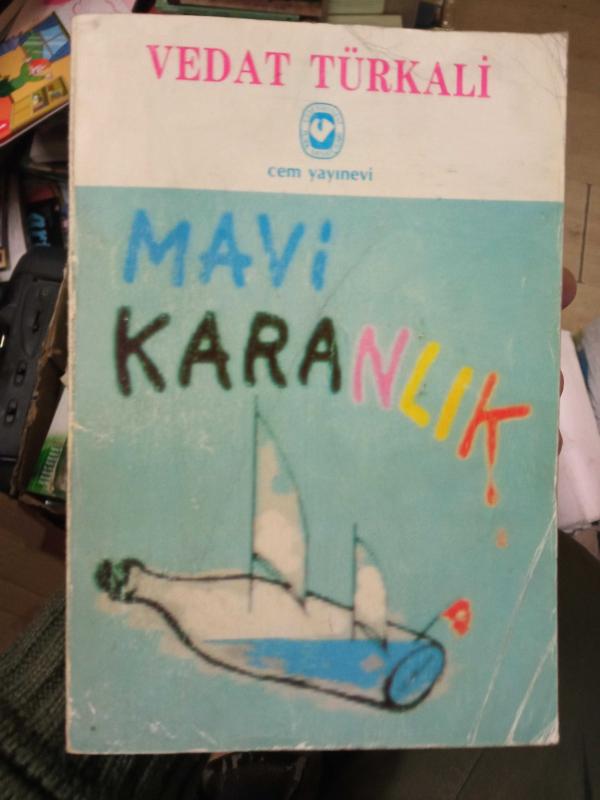 VEDAT TÜRKALİ
cem yayınevi
MAVİ
KARANLIK